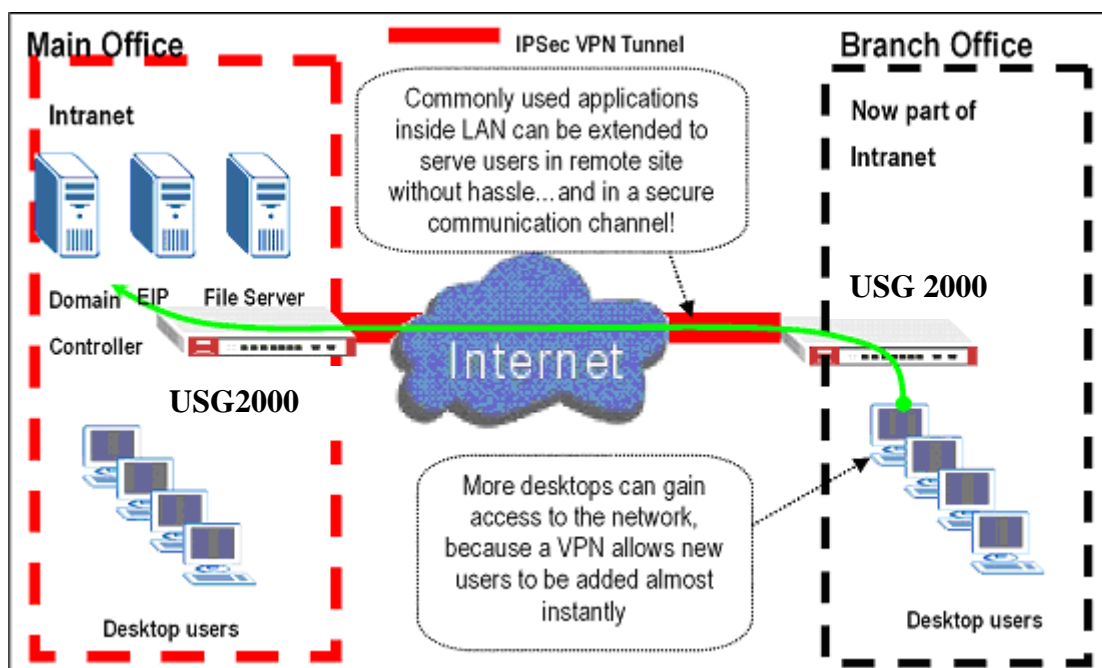 Main Office
IPSec VPN Tunnel
Branch Office
Intranet
Commonly used applications
inside LAN can be extended to
serve users in remote site
without hassle...and in a secure
communication channel!
Now part of
Intranet
Domain EIP File Server
Controller
USG2000
Internet
USG 2000
More desktops can gain
access to the network,
because a VPN allows new
users to be added almost
instantly
Desktop users
Desktop users